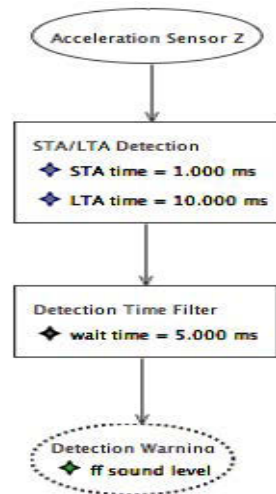 Acceleration Sensor Z
STA/LTA Detection
STA time = 1.000 ms
LTA time = 10.000 ms
Detection Time Filter
wait time = 5.000 ms
Detection Warning
ff sound level